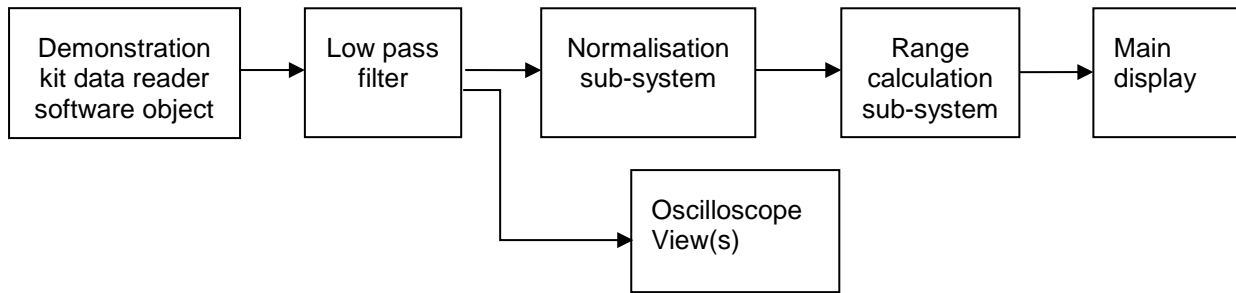 Demonstration
kit data reader
software object
Low pass
filter
Normalisation
sub-system
Range
calculation
sub-system
Main
display
Oscilloscope
View(s)